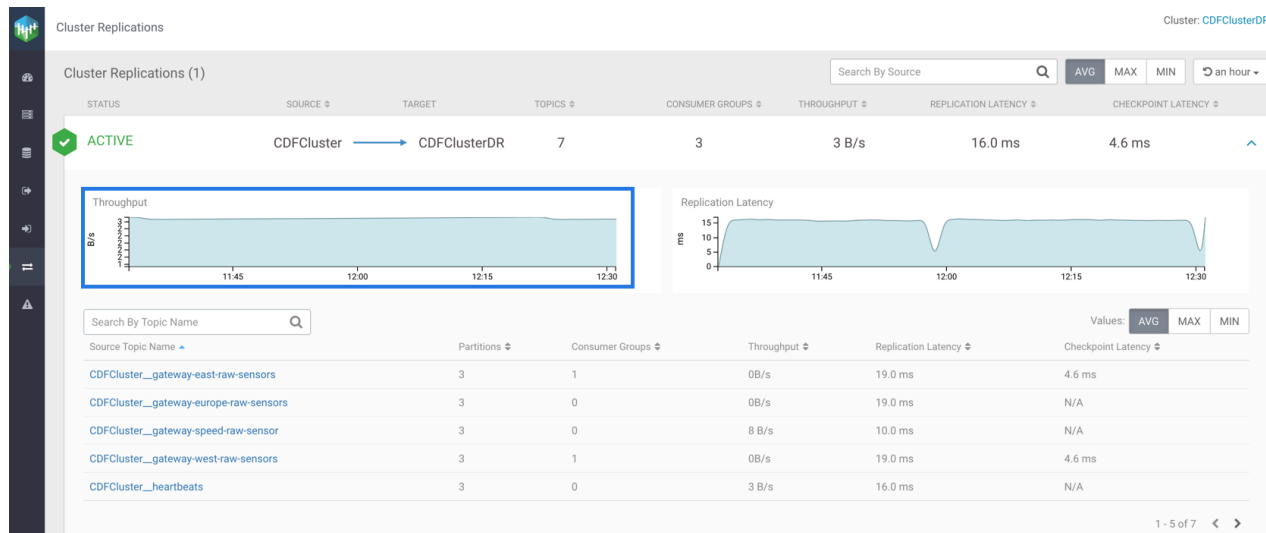 Cluster Replications
Cluster: CDFClusterDR
Cluster Replications (1)
Search By Source
AVG MAX MIN
an hour
STATUS SOURCE TARGET TOPICS CONSUMER GROUPS THROUGHPUT REPLICATION LATENCY CHECKPOINT LATENCY
ACTIVE CDFCluster CDFClusterDR 7 3 3 B/s 16.0 ms 4.6 ms
Throughput
B/s
3
2
2
2
2
1
11:45 12:00 12:15 12:30
Replication Latency
ms
15
10
5
0
11:45 12:00 12:15 12:30
Search By Topic Name
Values: AVG MAX MIN
Source Topic Name Partitions Consumer Groups Throughput Replication Latency Checkpoint Latency
CDFCluster__gateway-east-raw-sensors 3 1 0B/s 19.0 ms 4.6 ms
CDFCluster__gateway-europe-raw-sensors 3 0 0B/s 19.0 ms N/A
CDFCluster__gateway-speed-raw-sensor 3 0 8 B/s 10.0 ms N/A
CDFCluster__gateway-west-raw-sensors 3 1 0B/s 19.0 ms 4.6 ms
CDFCluster__heartbeats 3 0 3 B/s 16.0 ms N/A
1 - 5 of 7